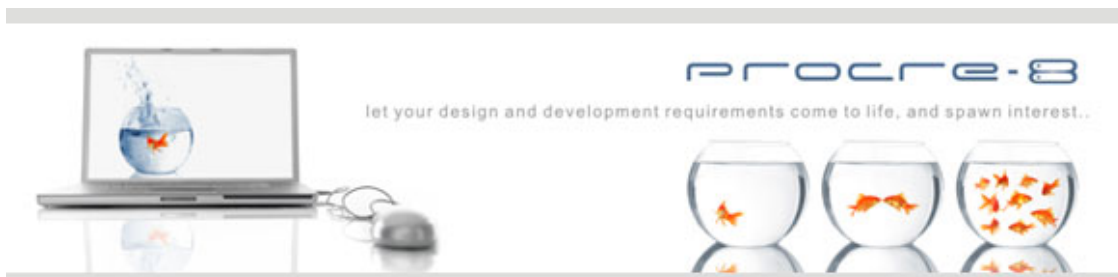 procre-8
let your design and development requirements come to life, and spawn interest..